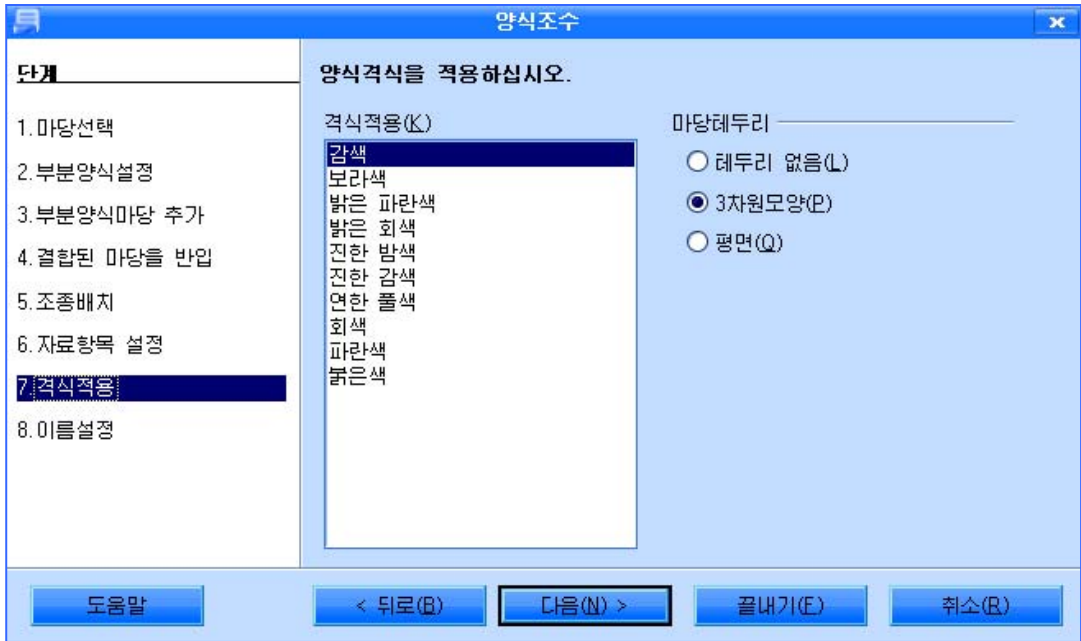 양식조수
단계
1.마당선택
2.부분양식설정
3.부분양식마당 추가
4.결합된 마당을 반입
5.조종배치
6.자료항목 설정
7.격식적용
8.이름설정
양식격식을 적용하십시오.
격식적용(K)
감색
보라색
밝은 파란색
밝은 회색
진한 밤색
진한 감색
연한 풀색
회색
파란색
붉은색
마당테두리
테두리 없음(L)
3차원모양(P)
평면(Q)
도움말
< 뒤로(B)
다음(N) >
끝내기(F)
취소(R)